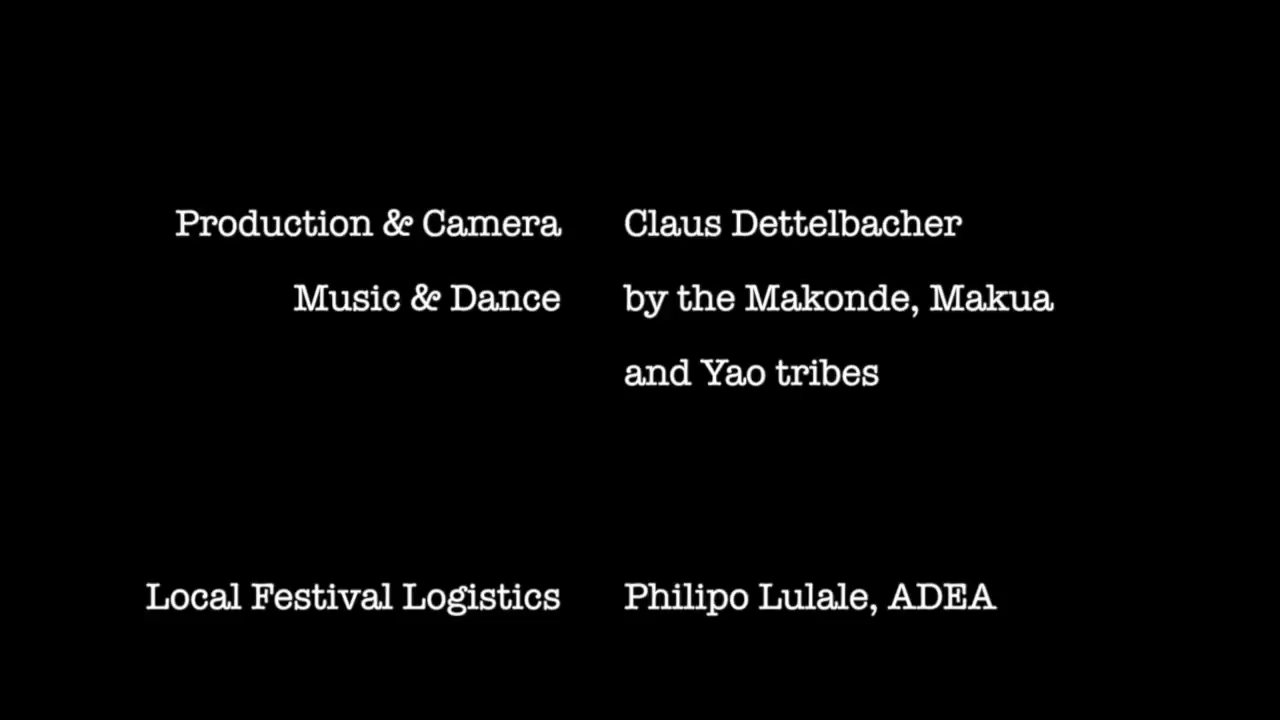 Production & Camera Claus Dettelbacher
Music & Dance by the Makonde, Makua
and Yao tribes
Local Festival Logistics Philipo Lulale, ADEA